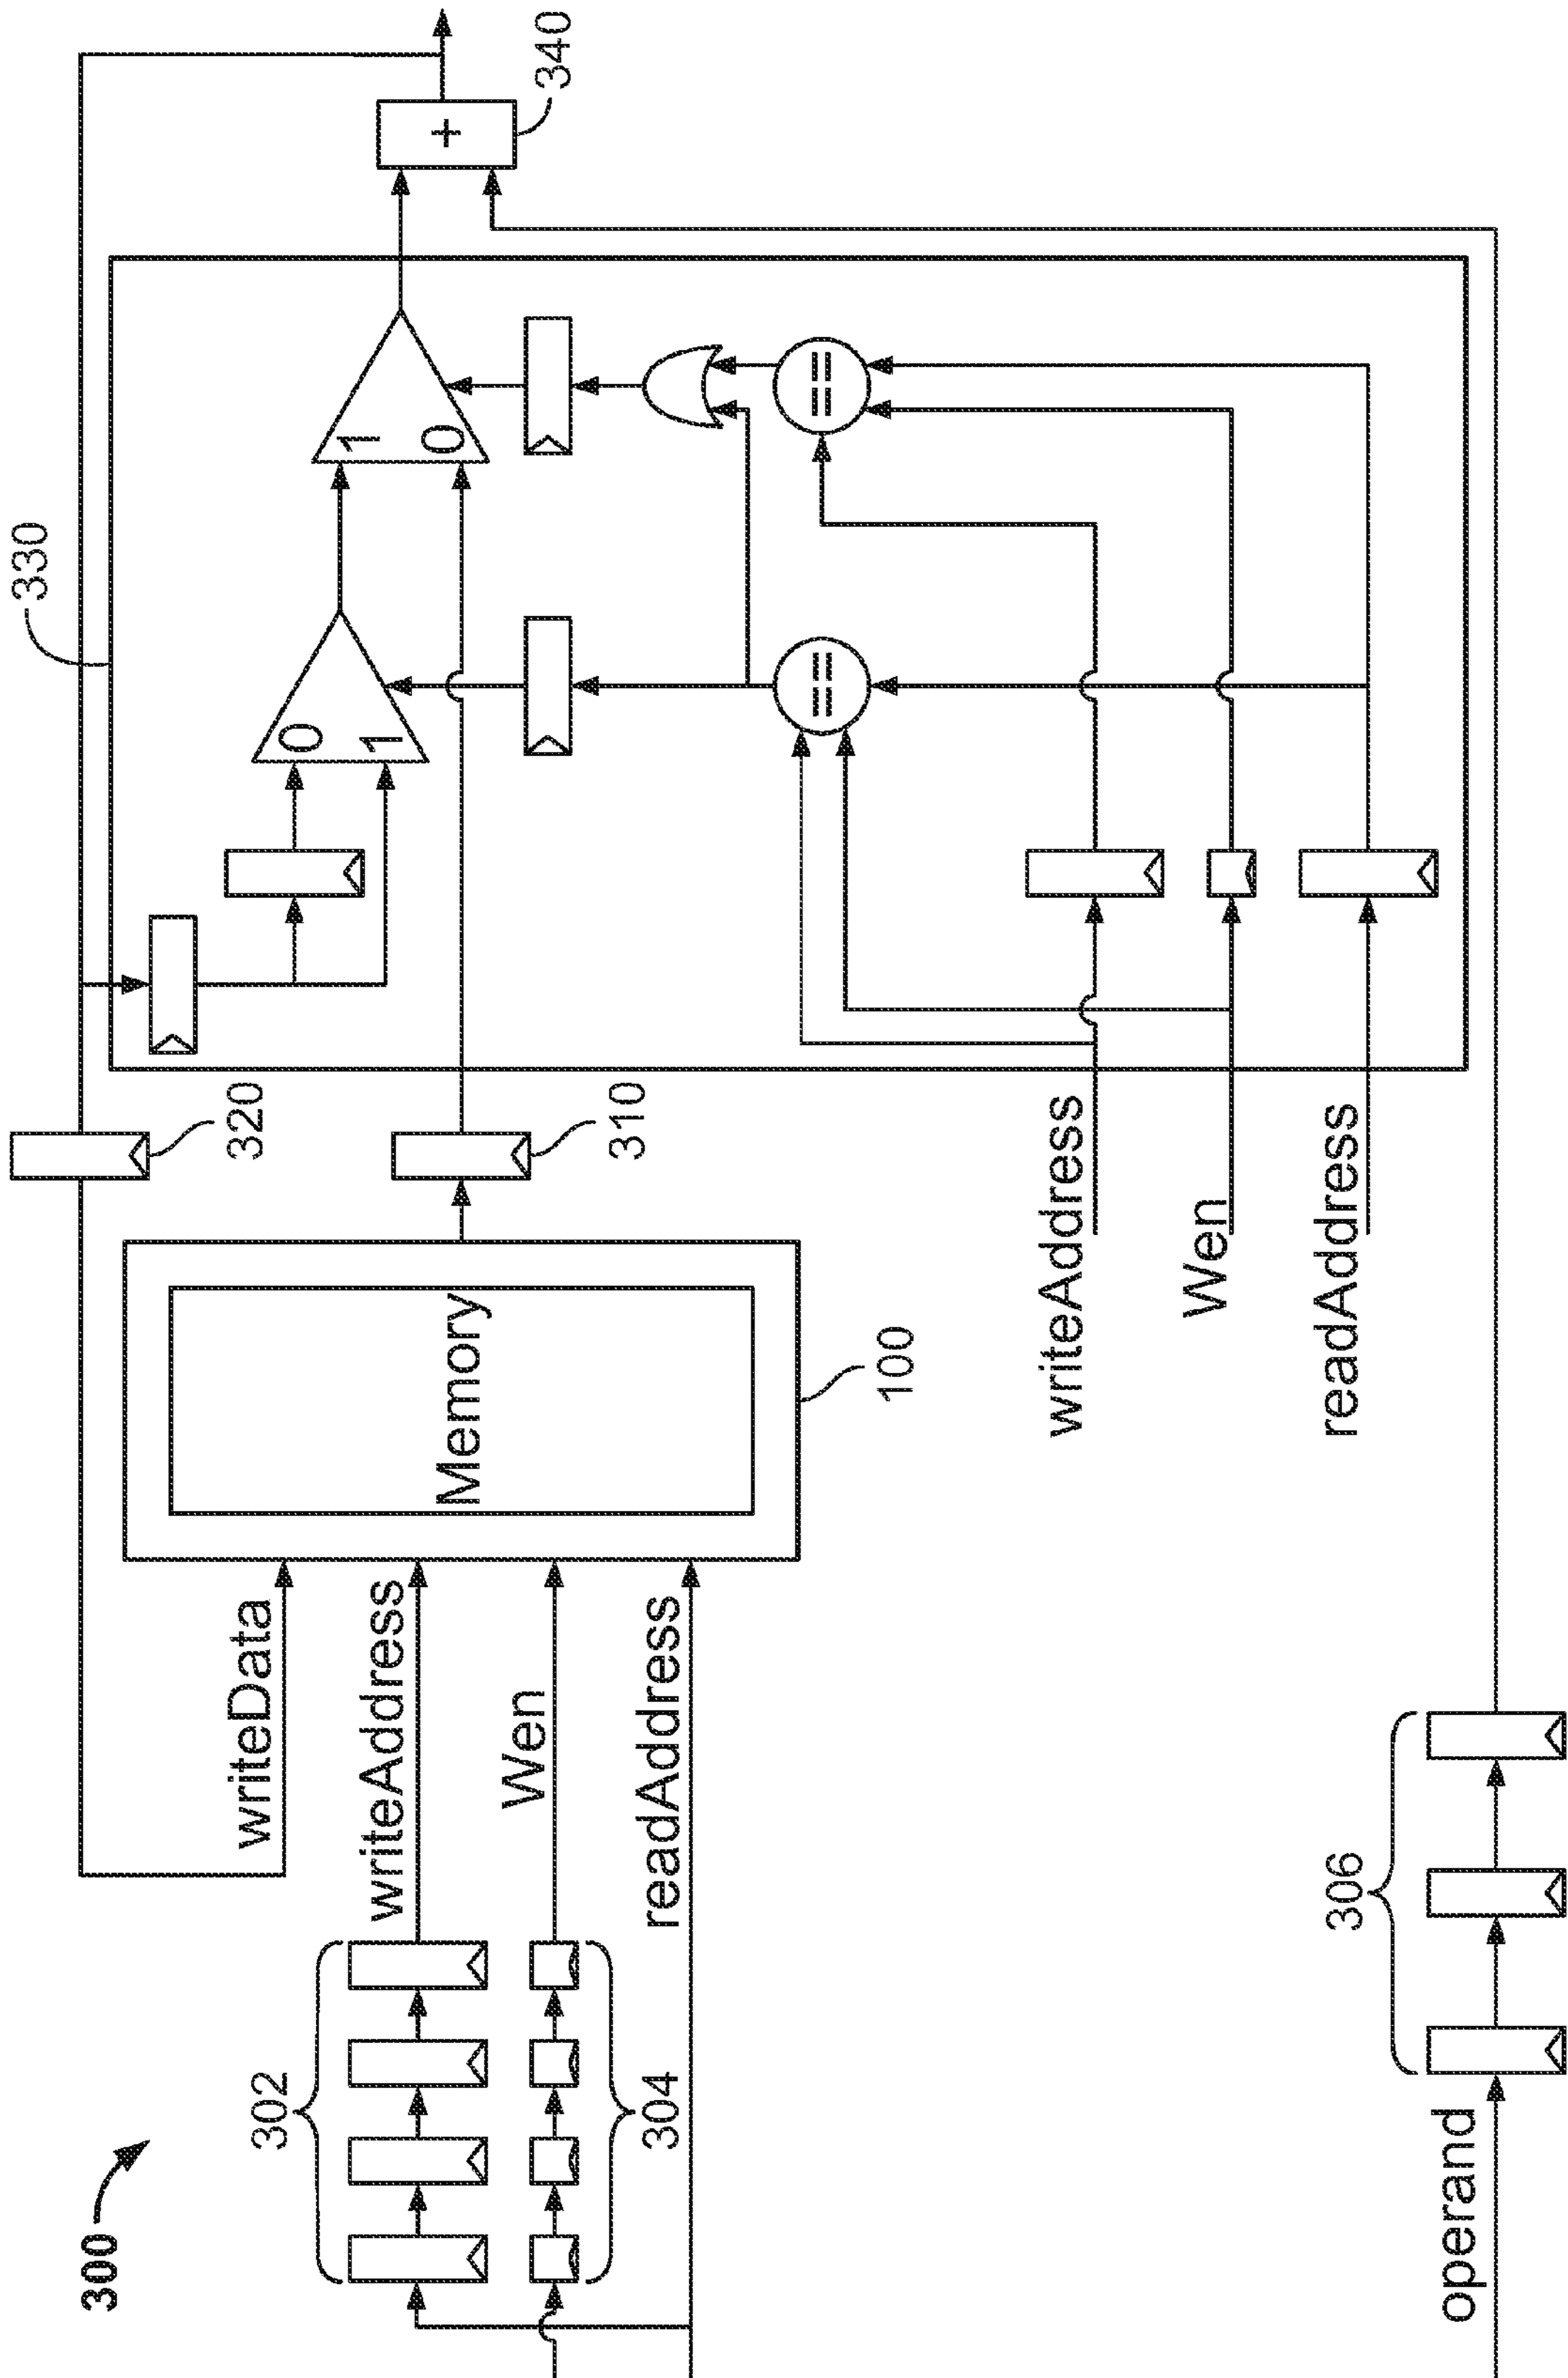 300
302
304
writeData
writeAddress
Wen
readAddress
Memory
100
320
310
330
0
1
1
0
==
==
+
340
writeAddress
Wen
readAddress
operand
306